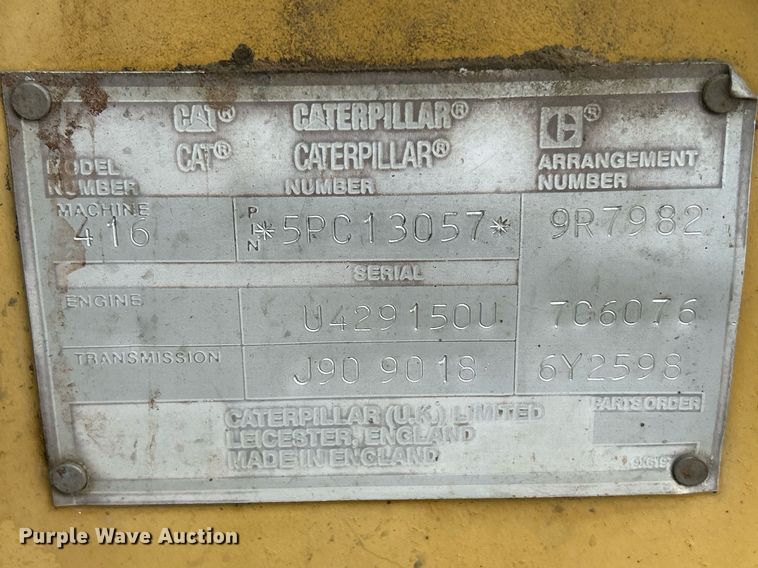 CAT® CATERPILLAR® C®
CAT® CATERPILLAR®
MODEL NUMBER NUMBER ARRANGEMENT NUMBER
MACHINE 416 PIN *5PC13057* 9R7982
SERIAL
ENGINE U429150U 7C6076
TRANSMISSION J90 9018 6Y2598
CATERPILLAR (U.K.) LIMITED PARTS ORDER
LEICESTER, ENGLAND
MADE IN ENGLAND
Purple Wave Auction